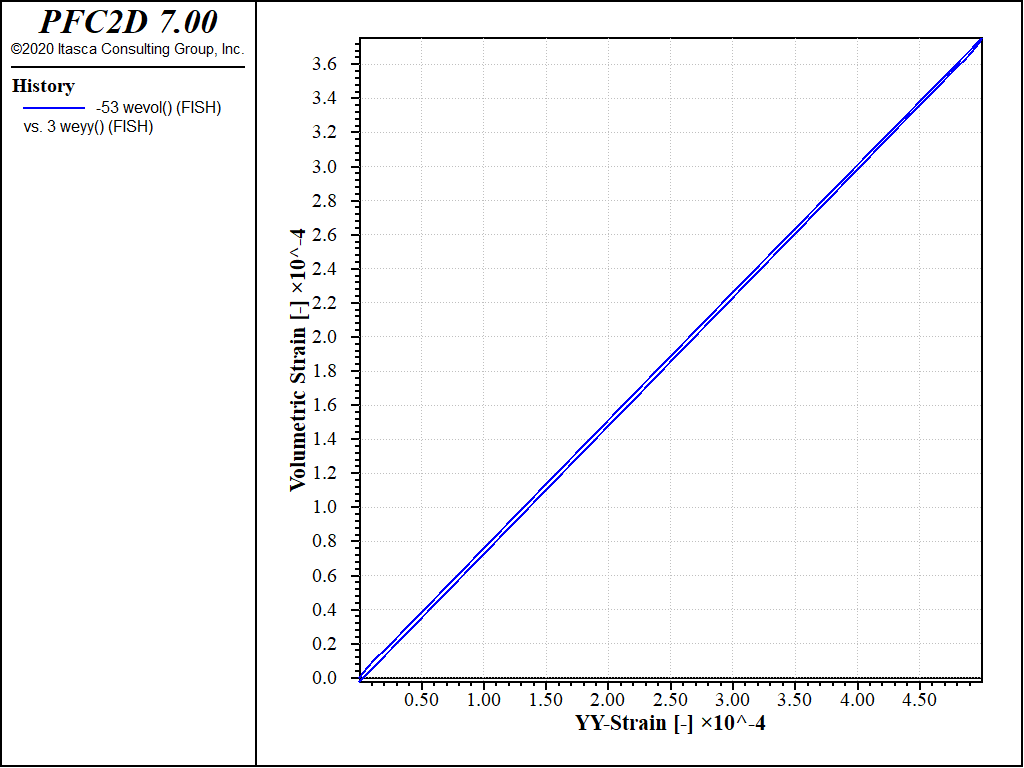 PFC2D 7.00
©2020 Itasca Consulting Group, Inc.
History
-53 wevol() (FISH)
vs. 3 weyy() (FISH)
Volumetric Strain [-] ×10^-4
3.6
3.4
3.2
3.0
2.8
2.6
2.4
2.2
2.0
1.8
1.6
1.4
1.2
1.0
0.8
0.6
0.4
0.2
0.0
0.50 1.00 1.50 2.00 2.50 3.00 3.50 4.00 4.50
YY-Strain [-] ×10^-4